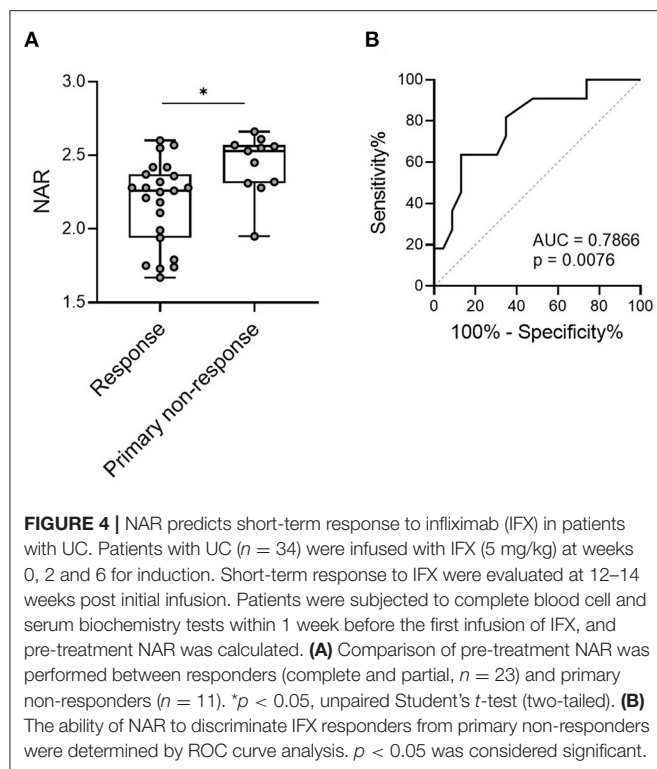 A
*
3.0
2.5
2.0
1.5
NAR
Response
Primary non-response
B
100
80
60
40
20
0
Sensitivity%
AUC = 0.7866
p = 0.0076
0 20 40 60 80 100
100% - Specificity%
FIGURE 4 | NAR predicts short-term response to infliximab (IFX) in patients
with UC. Patients with UC (n = 34) were infused with IFX (5 mg/kg) at weeks
0, 2 and 6 for induction. Short-term response to IFX were evaluated at 12–14
weeks post initial infusion. Patients were subjected to complete blood cell and
serum biochemistry tests within 1 week before the first infusion of IFX, and
pre-treatment NAR was calculated. (A) Comparison of pre-treatment NAR was
performed between responders (complete and partial, n = 23) and primary
non-responders (n = 11). *p < 0.05, unpaired Student's t-test (two-tailed). (B)
The ability of NAR to discriminate IFX responders from primary non-responders
were determined by ROC curve analysis. p < 0.05 was considered significant.